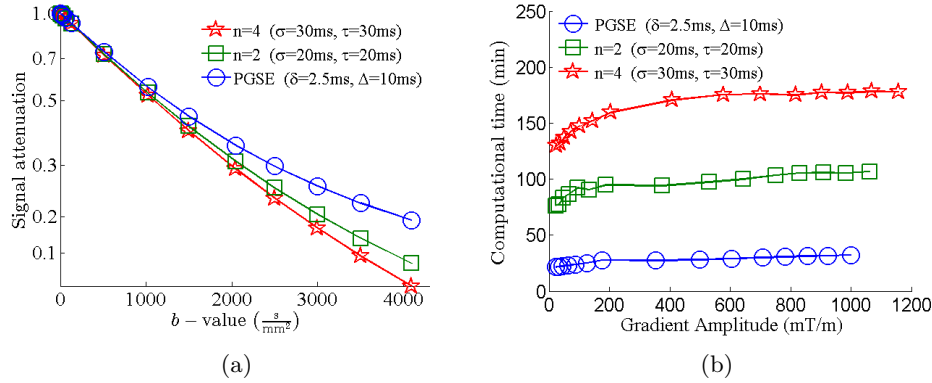 1.0
0.7
0.5
0.3
0.2
0.1
Signal attenuation
n=4 (σ=30ms, τ=30ms)
n=2 (σ=20ms, τ=20ms)
PGSE (δ=2.5ms, Δ=10ms)
0 1000 2000 3000 4000
b − value (s/mm²)
(a)
250
200
150
100
50
0
Computational time (min)
PGSE (δ=2.5ms, Δ=10ms)
n=2 (σ=20ms, τ=20ms)
n=4 (σ=30ms, τ=30ms)
0 200 400 600 800 1000 1200
Gradient Amplitude (mT/m)
(b)